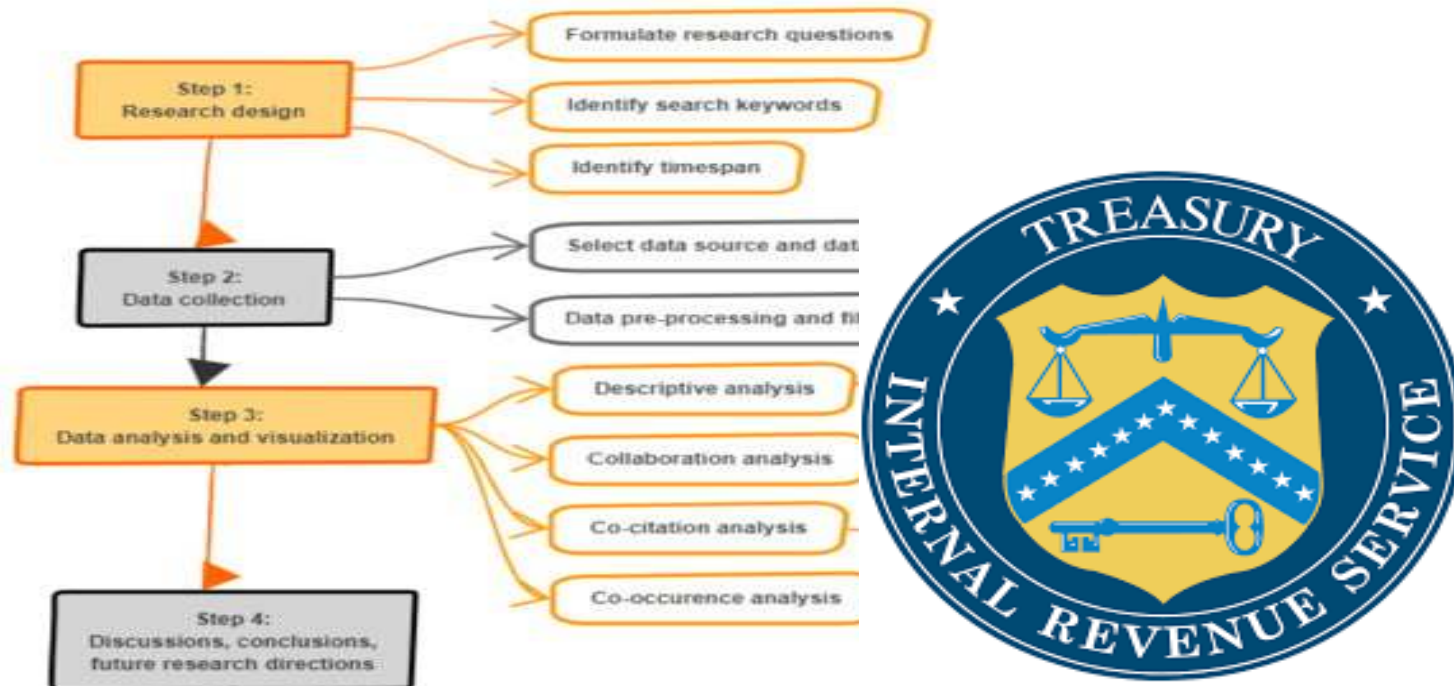 Formulate research questions
Step 1:
Research design
Identify search keywords
Identify timespan
Step 2:
Data collection
Select data source and
Data pre-processing and
Step 3:
Data analysis and visualization
Descriptive analysis
Collaboration analysis
Co-citation analysis
Co-occurence analysis
Step 4:
Discussions, conclusions,
future research directions
TREASURY
INTERNAL REVENUE SERVICE